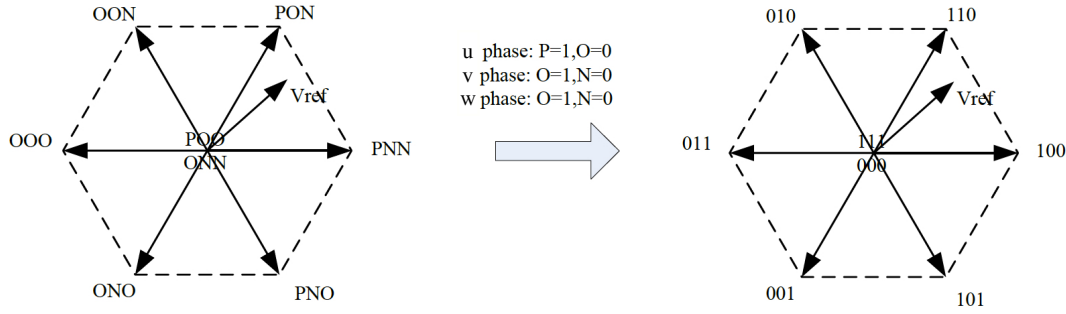 OON
PON
Vref
OOO
POO
ONN
PNN
ONO
PNO
u phase: P=1,O=0
v phase: O=1,N=0
w phase: O=1,N=0
010
110
Vref
011
111
000
100
001
101